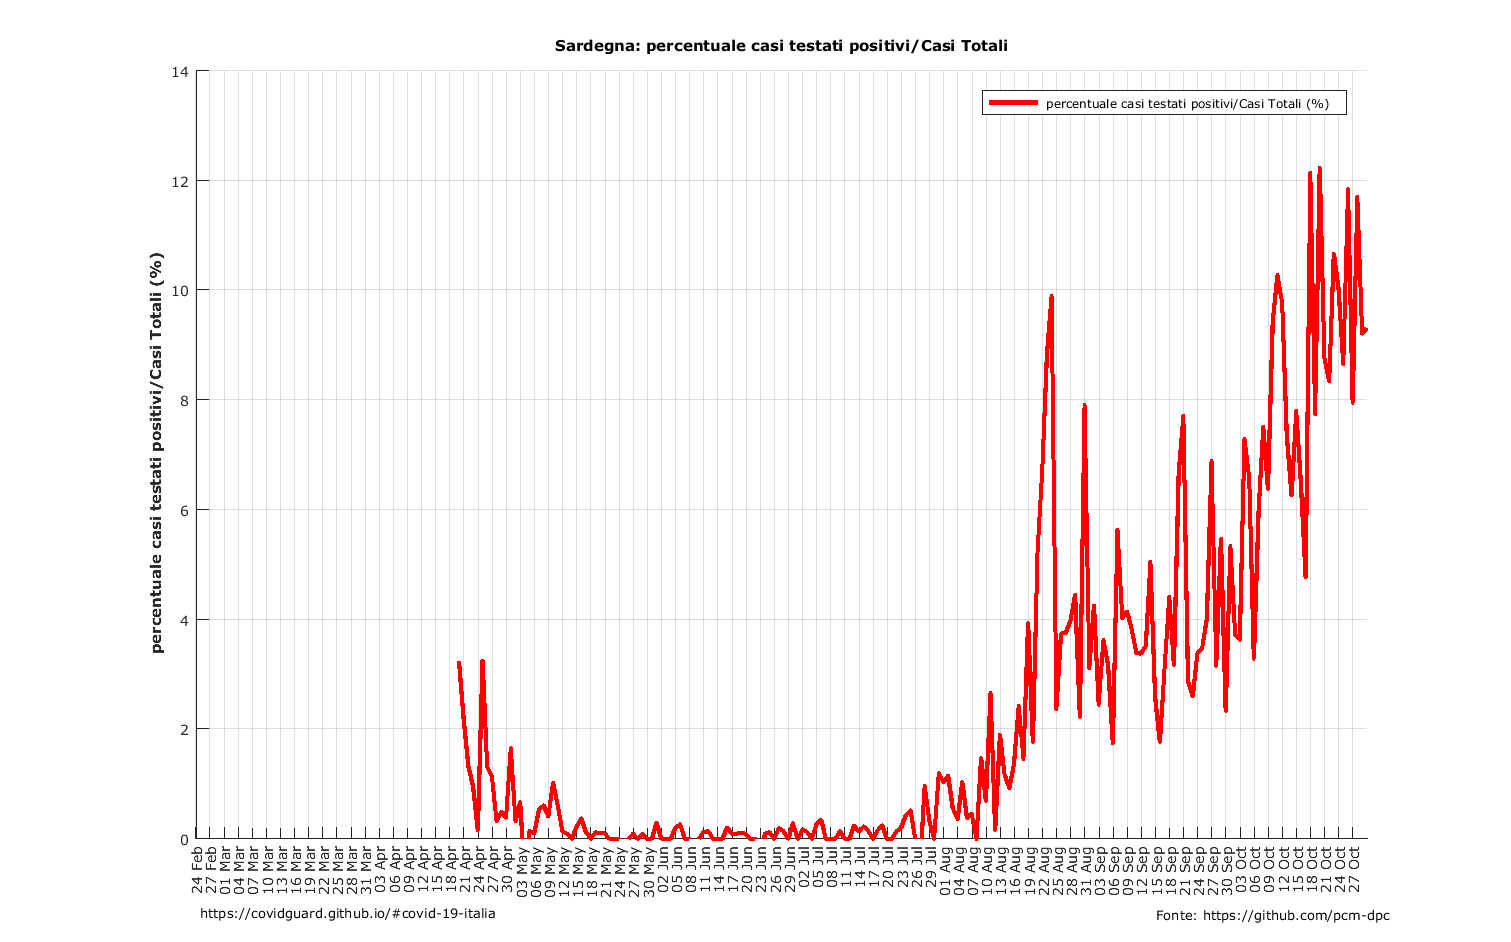 Sardegna: percentuale casi testati positivi/Casi Totali
percentuale casi testati positivi/Casi Totali (%)
percentuale casi testati positivi/Casi Totali (%)
14
12
10
8
6
4
2
0
24 Feb
27 Feb
01 Mar
04 Mar
07 Mar
10 Mar
13 Mar
16 Mar
19 Mar
22 Mar
25 Mar
28 Mar
31 Mar
03 Apr
06 Apr
09 Apr
12 Apr
15 Apr
18 Apr
21 Apr
24 Apr
27 Apr
30 Apr
03 May
06 May
09 May
12 May
15 May
18 May
21 May
24 May
27 May
30 May
02 Jun
05 Jun
08 Jun
11 Jun
14 Jun
17 Jun
20 Jun
23 Jun
26 Jun
29 Jun
02 Jul
05 Jul
08 Jul
11 Jul
14 Jul
17 Jul
20 Jul
23 Jul
26 Jul
29 Jul
01 Aug
04 Aug
07 Aug
10 Aug
13 Aug
16 Aug
19 Aug
22 Aug
25 Aug
28 Aug
31 Aug
03 Sep
06 Sep
09 Sep
12 Sep
15 Sep
18 Sep
21 Sep
24 Sep
27 Sep
30 Sep
03 Oct
06 Oct
09 Oct
12 Oct
15 Oct
18 Oct
21 Oct
24 Oct
27 Oct
https://covidguard.github.io/#covid-19-italia
Fonte: https://github.com/pcm-dpc